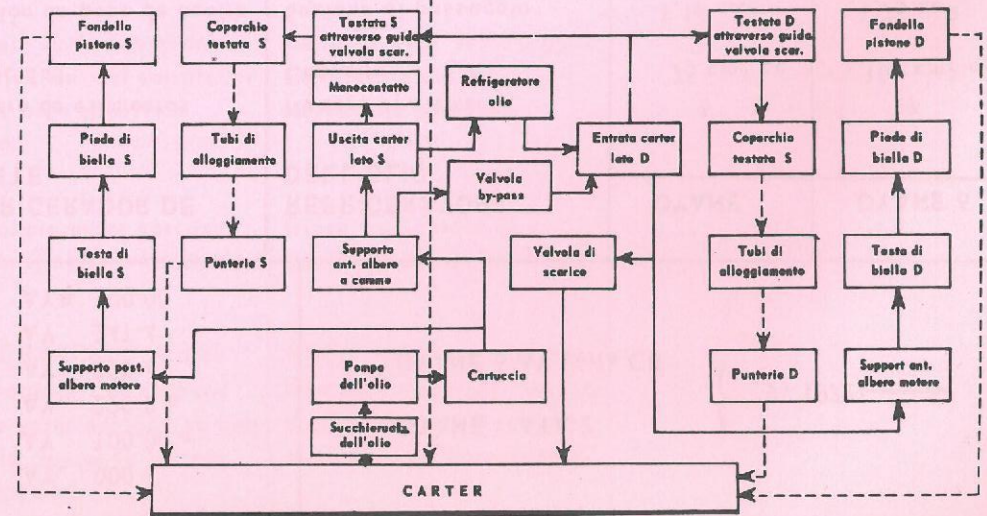 Fondello
pistone S
Coperchio
testata S
Testata S
attraverso guida
valvola scar.
Testata D
attraverso guida
valvola scar.
Fondello
pistone D
Manocontatto
Refrigeratore
olio
Piede di
biella S
Tubi di
alloggiamento
Uscita carter
lato S
Entrata carter
lato D
Coperchio
testata S
Piede di
biella D
Valvola
by-pass
Testa di
biella S
Punterie S
Supporto
ant. albero
a camme
Valvola di
scarico
Tubi di
alloggiamento
Testa di
biella D
Supporto post.
albero motore
Pompa
dell'olio
Cartuccia
Punterie D
Support ant.
albero motore
Succhieruola
dell'olio
CARTER